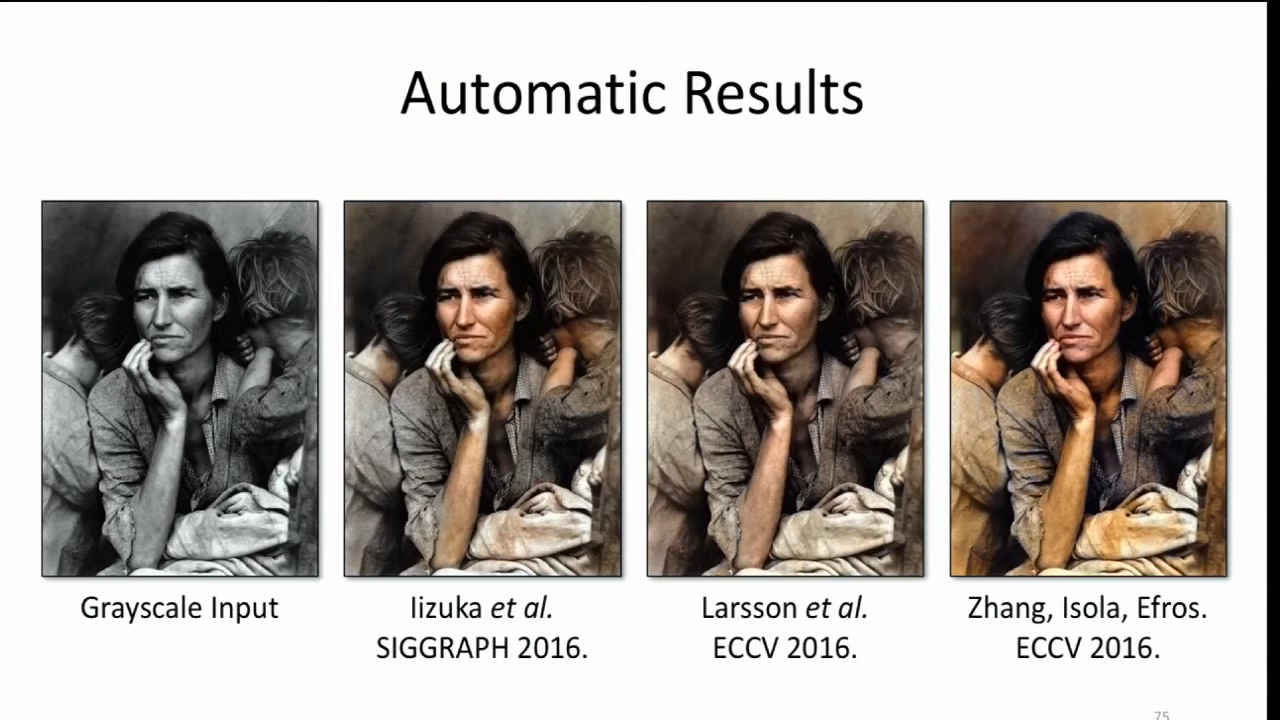 Automatic Results
Grayscale Input
Iizuka et al.
SIGGRAPH 2016.
Larsson et al.
ECCV 2016.
Zhang, Isola, Efros.
ECCV 2016.
75